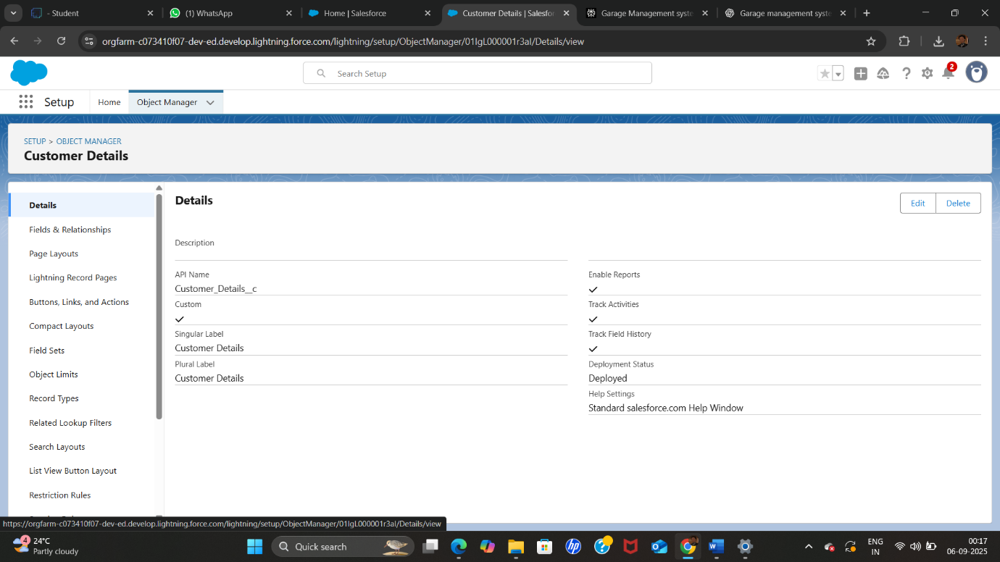 - Student
(1) WhatsApp
Home | Salesforce
Customer Details | Salesfor
Garage Management syste
Garage management syste
orgfarm-c073410f07-dev-ed.develop.lightning.force.com/lightning/setup/ObjectManager/01IgL000001r3aI/Details/view
Search Setup
2
Setup
Home
Object Manager
SETUP > OBJECT MANAGER
Customer Details
Details
Fields & Relationships
Page Layouts
Lightning Record Pages
Buttons, Links, and Actions
Compact Layouts
Field Sets
Object Limits
Record Types
Related Lookup Filters
Search Layouts
List View Button Layout
Restriction Rules
Details
Edit
Delete
Description
API Name
Customer_Details__c
Custom
Singular Label
Customer Details
Plural Label
Customer Details
Enable Reports
Track Activities
Track Field History
Deployment Status
Deployed
Help Settings
Standard salesforce.com Help Window
https://orgfarm-c073410f07-dev-ed.develop.lightning.force.com/lightning/setup/ObjectManager/01IgL000001r3aI/Details/view
4
24°C
Partly cloudy
Quick search
ENG
IN
00:17
06-09-2025